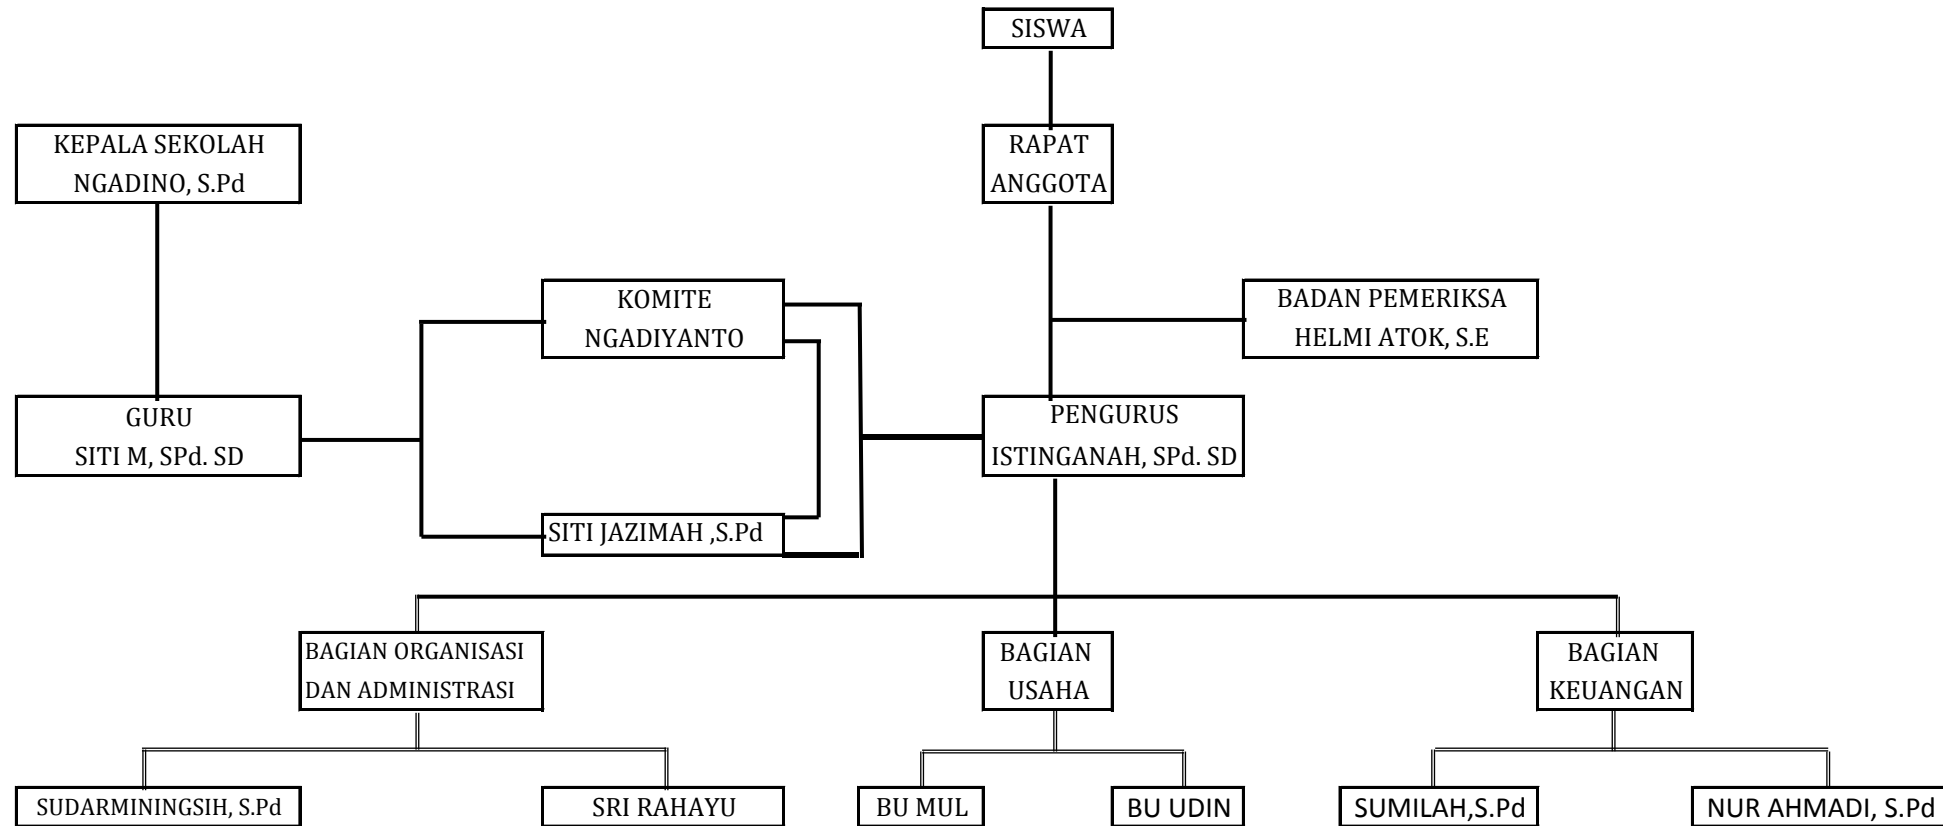 SISWA
KEPALA SEKOLAH
NGADINO, S.Pd
RAPAT
ANGGOTA
KOMITE
NGADIYANTO
BADAN PEMERIKSA
HELMI ATOK, S.E
GURU
SITI M, SPd. SD
PENGURUS
ISTINGANAH, SPd. SD
SITI JAZIMAH ,S.Pd
BAGIAN ORGANISASI
DAN ADMINISTRASI
BAGIAN
USAHA
BAGIAN
KEUANGAN
SUDARMININGSIH, S.Pd
SRI RAHAYU
BU MUL
BU UDIN
SUMILAH,S.Pd
NUR AHMADI, S.Pd